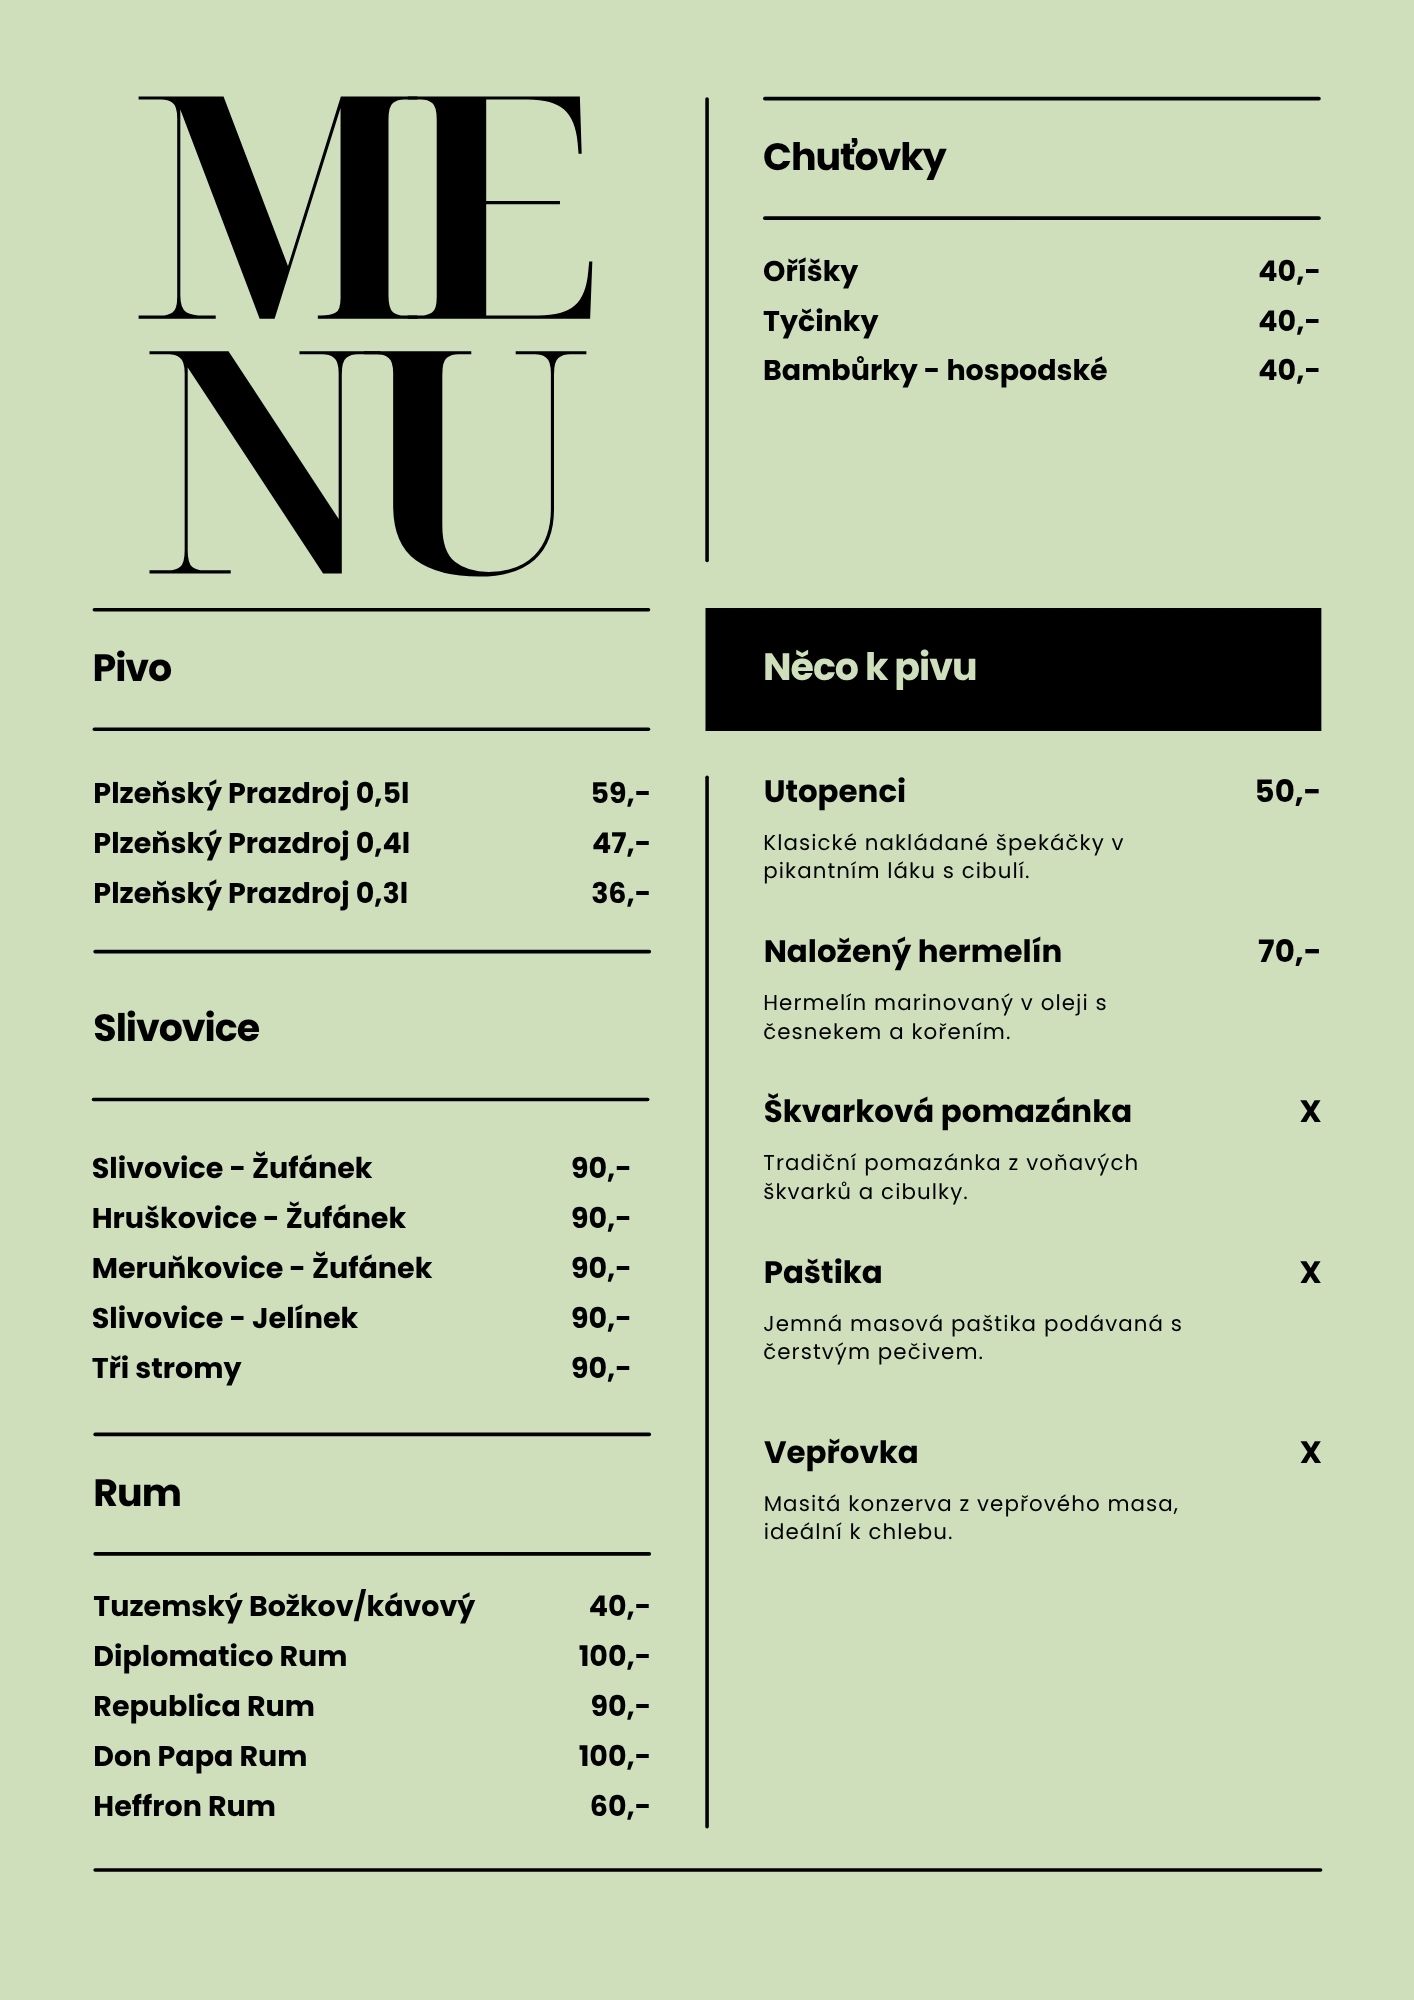 ME
NU
Chuťovky
Oříšky 40,-
Tyčinky 40,-
Bambůrky - hospodské 40,-
Pivo
Plzeňský Prazdroj 0,5l 59,-
Plzeňský Prazdroj 0,4l 47,-
Plzeňský Prazdroj 0,3l 36,-
Slivovice
Slivovice - Žufánek 90,-
Hruškovice - Žufánek 90,-
Meruňkovice - Žufánek 90,-
Slivovice - Jelínek 90,-
Tři stromy 90,-
Rum
Tuzemský Božkov/kávový 40,-
Diplomatico Rum 100,-
Republica Rum 90,-
Don Papa Rum 100,-
Heffron Rum 60,-
Něco k pivu
Utopenci 50,-
Klasické nakládané špekáčky v
pikantním láku s cibulí.
Naložený hermelín 70,-
Hermelín marinovaný v oleji s
česnekem a kořením.
Škvarková pomazánka X
Tradiční pomazánka z voňavých
škvarků a cibulky.
Paštika X
Jemná masová paštika podávaná s
čerstvým pečivem.
Vepřovka X
Masitá konzerva z vepřového masa,
ideální k chlebu.